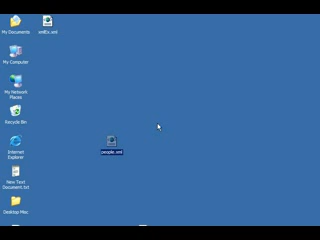 My Documents
xmlEx.xml
My Computer
My Network
Places
Recycle Bin
people.xml
Internet
Explorer
New Text
Document.txt
Desktop Misc